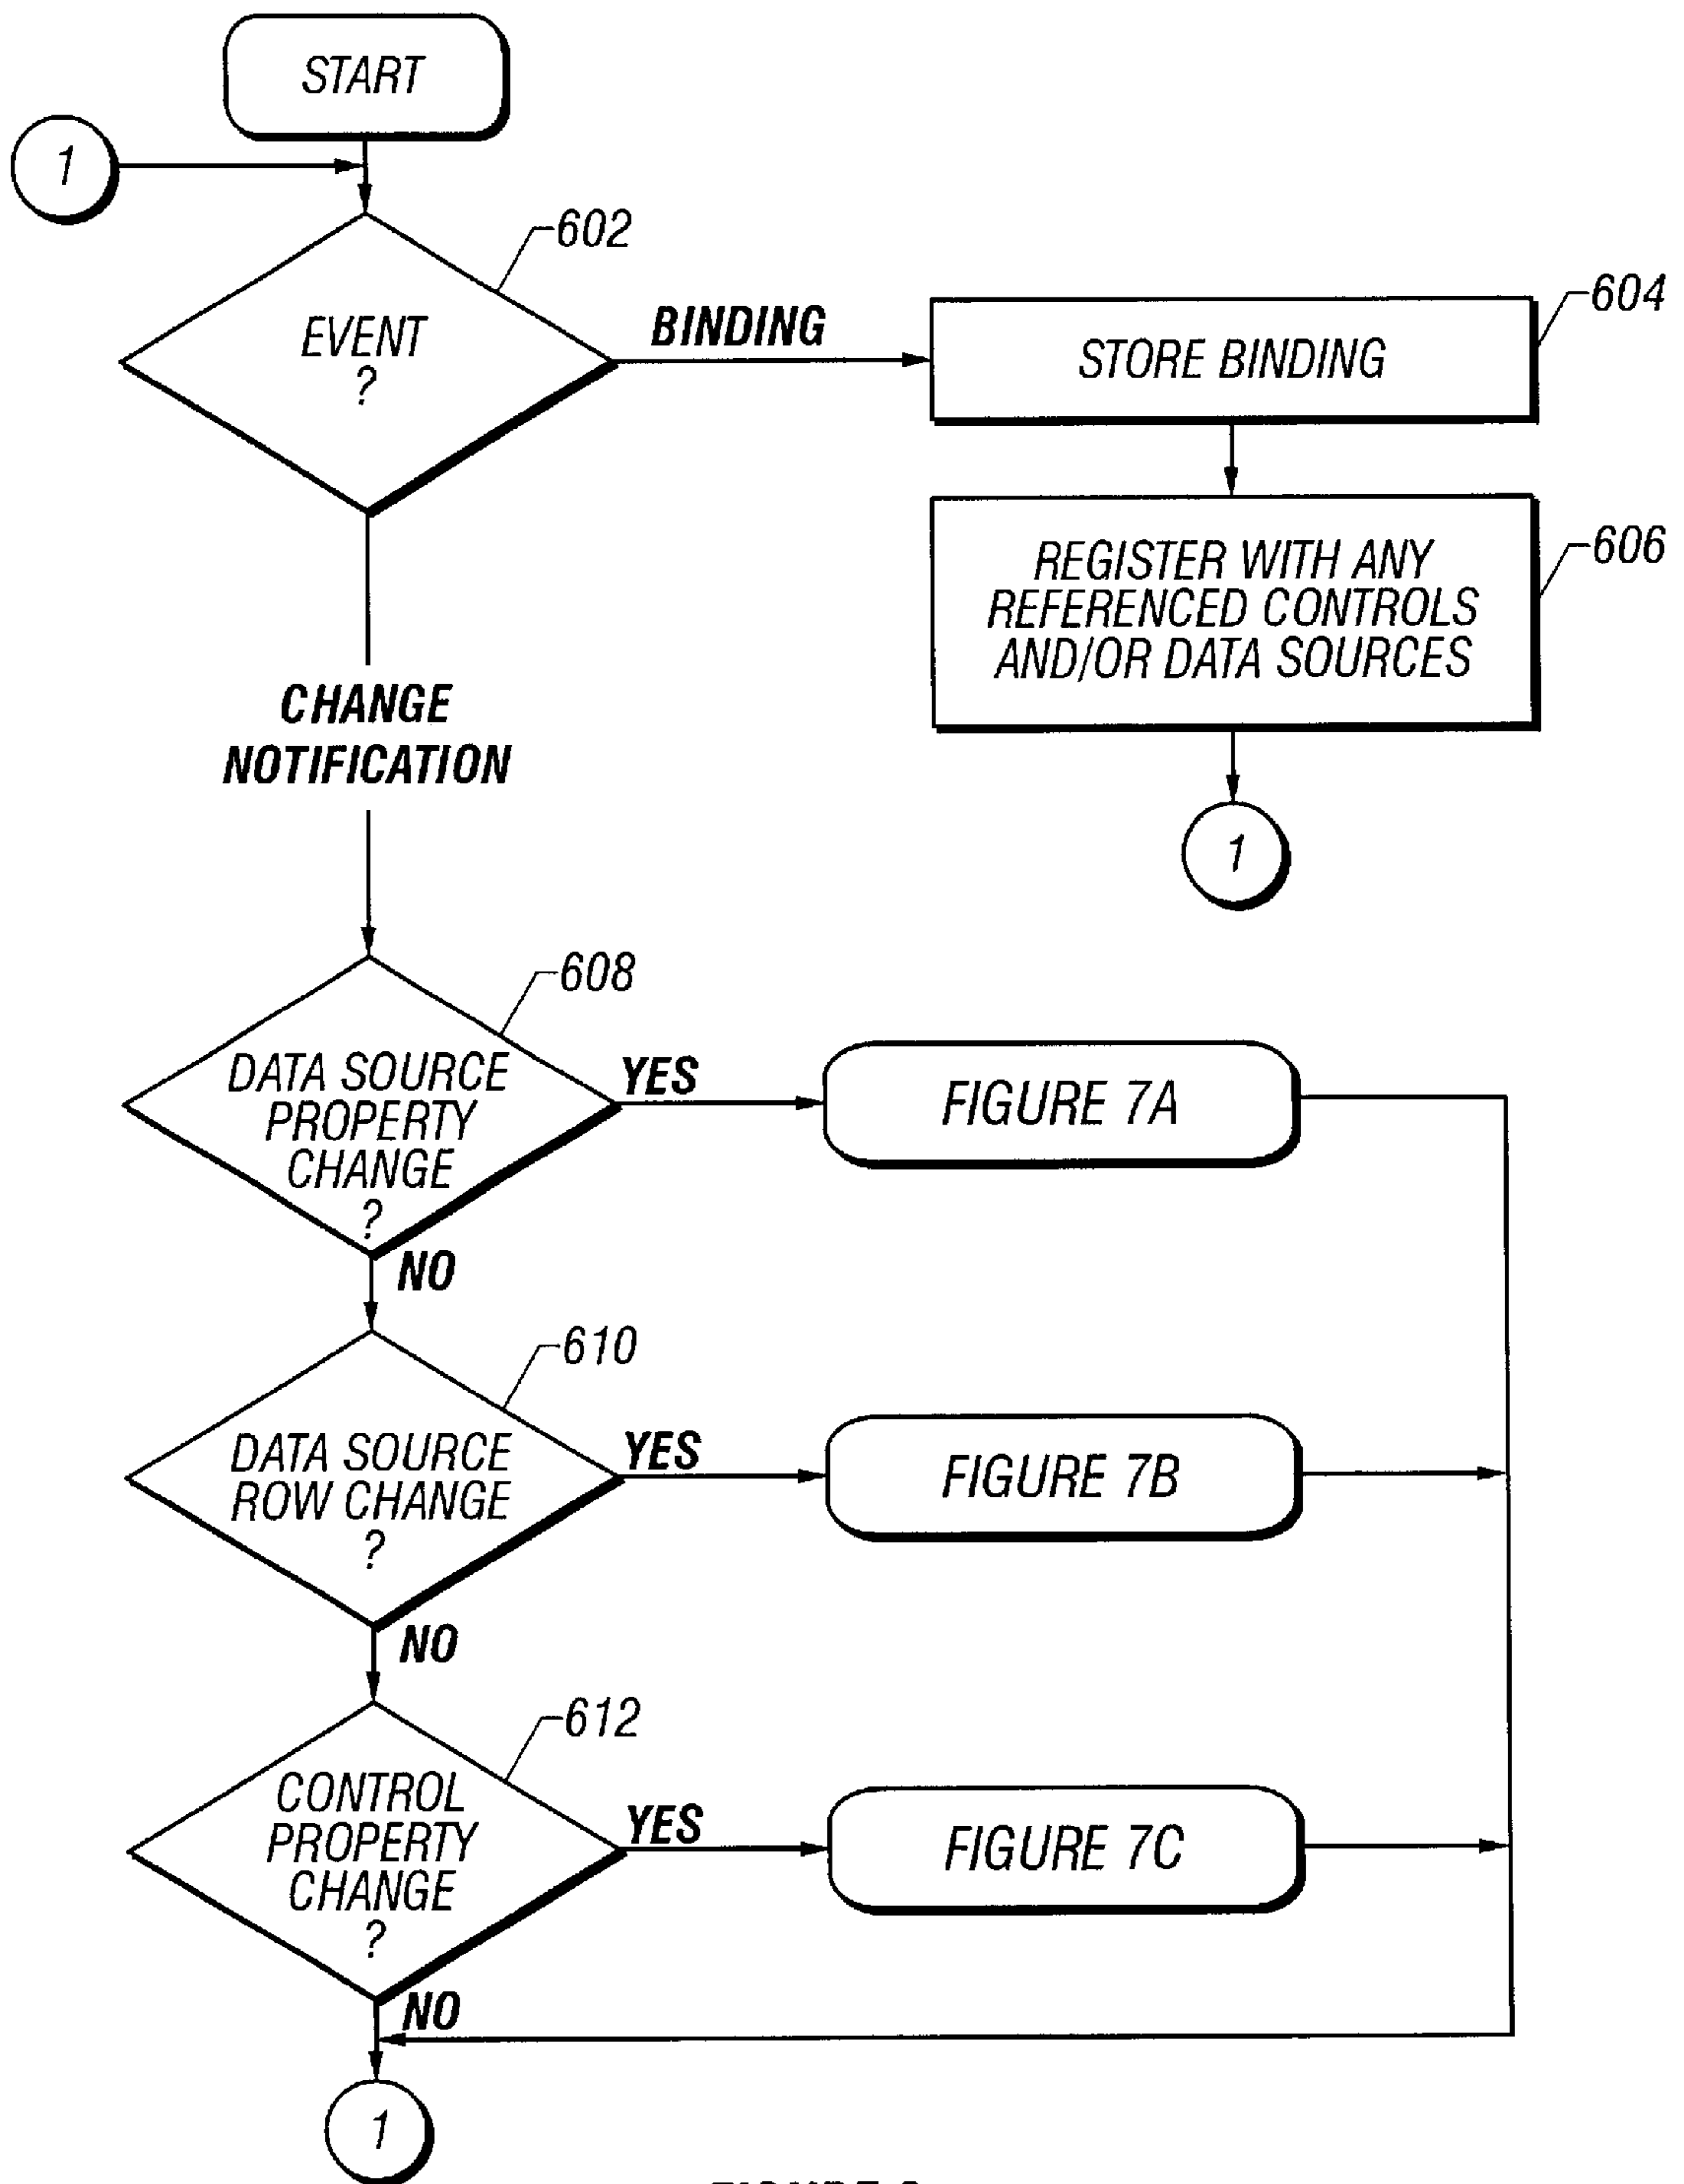 START
1
602
EVENT
?
BINDING
604
STORE BINDING
606
REGISTER WITH ANY
REFERENCED CONTROLS
AND/OR DATA SOURCES
1
CHANGE
NOTIFICATION
608
DATA SOURCE
PROPERTY
CHANGE
?
YES
FIGURE 7A
NO
610
DATA SOURCE
ROW CHANGE
?
YES
FIGURE 7B
NO
612
CONTROL
PROPERTY
CHANGE
?
YES
FIGURE 7C
NO
1